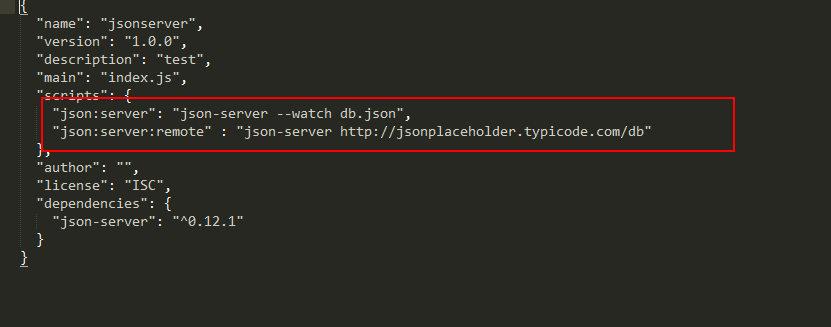 {
"name": "jsonserver",
"version": "1.0.0",
"description": "test",
"main": "index.js",
"scripts": {
"json:server": "json-server --watch db.json",
"json:server:remote" : "json-server http://jsonplaceholder.typicode.com/db"
},
"author": "",
"license": "ISC",
"dependencies": {
"json-server": "^0.12.1"
}
}